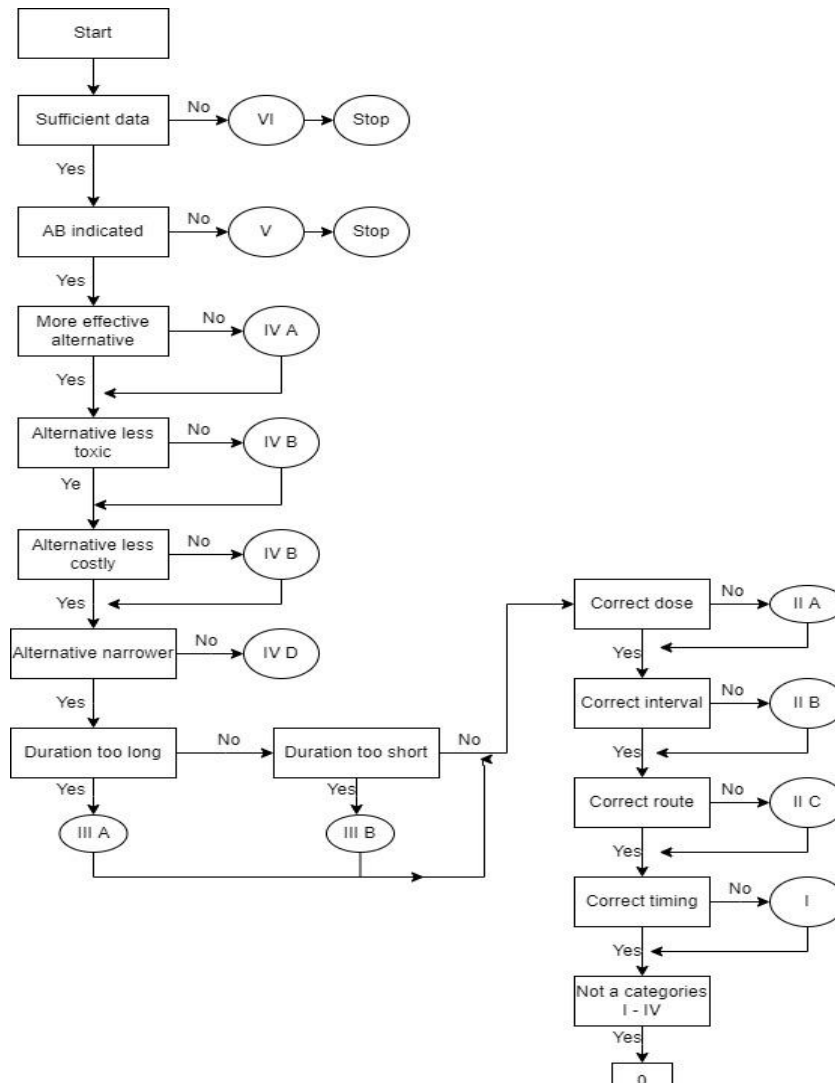 Start
Sufficient data
No
VI
Stop
Yes
AB indicated
No
V
Stop
Yes
More effective
alternative
No
IV A
Yes
Alternative less
toxic
No
IV B
Ye
Alternative less
costly
No
IV B
Yes
Alternative narrower
No
IV D
Yes
Duration too long
No
Duration too short
No
Yes
Yes
III A
III B
Correct dose
No
II A
Yes
Correct interval
No
II B
Yes
Correct route
No
II C
Yes
Correct timing
No
I
Yes
Not a categories
I - IV
Yes